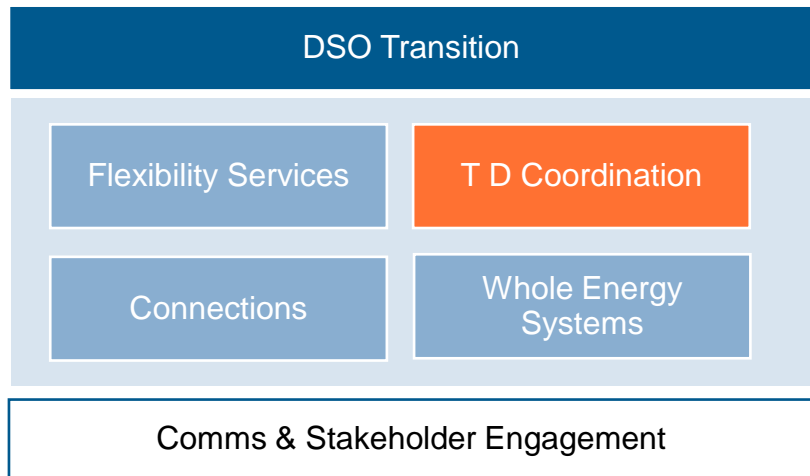 DSO Transition
Flexibility Services
T D Coordination
Connections
Whole Energy
Systems
Comms & Stakeholder Engagement